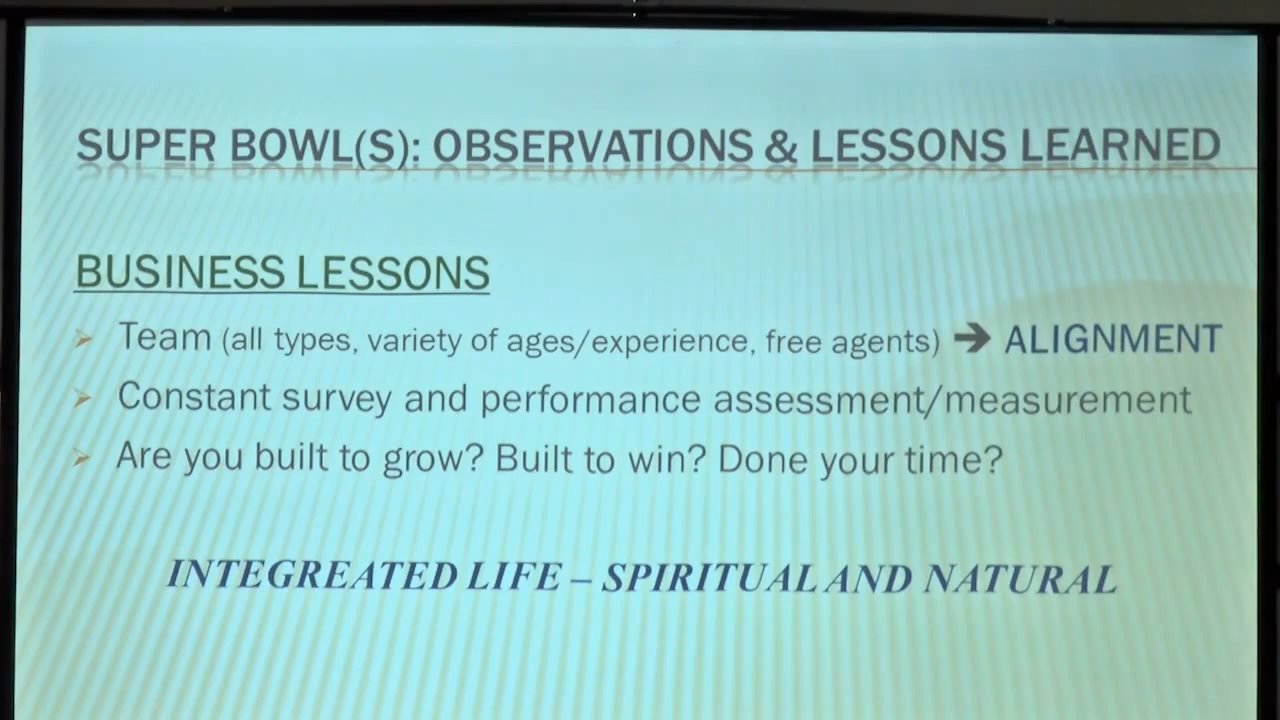 SUPER BOWL(S): OBSERVATIONS & LESSONS LEARNED
BUSINESS LESSONS
➢ Team (all types, variety of ages/experience, free agents) ➔ ALIGNMENT
➢ Constant survey and performance assessment/measurement
➢ Are you built to grow? Built to win? Done your time?
INTEGREATED LIFE – SPIRITUAL AND NATURAL